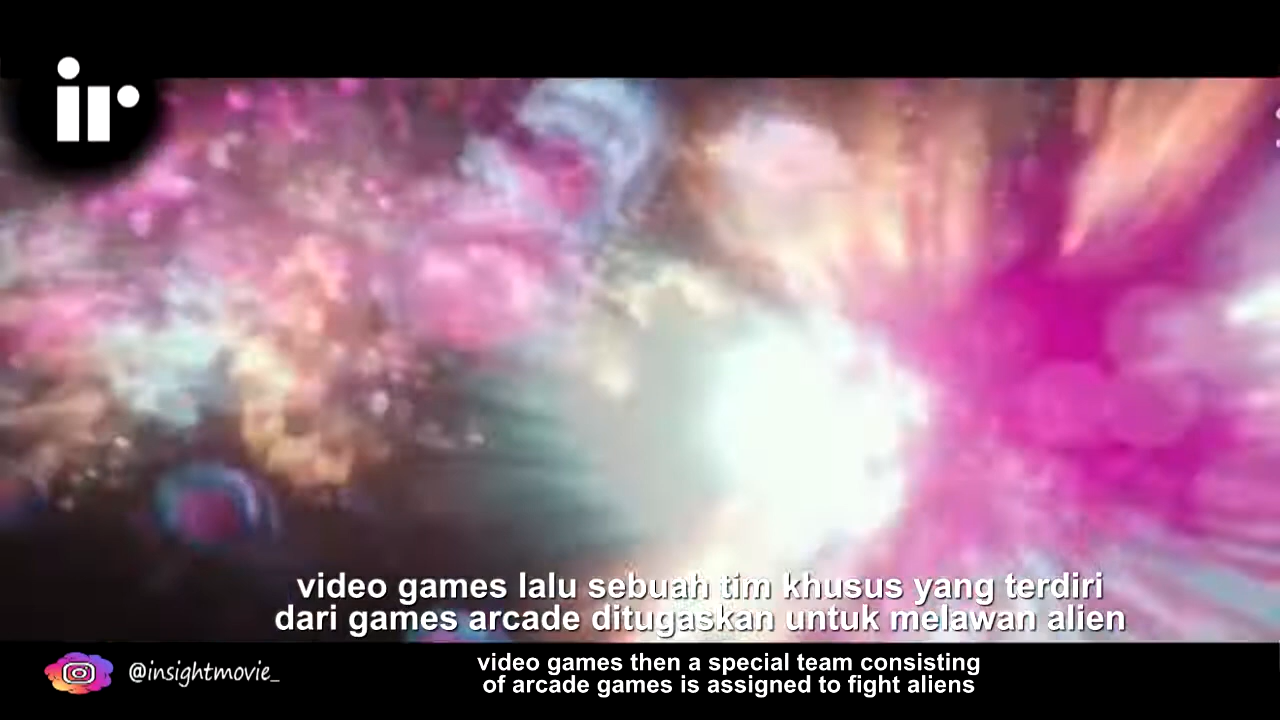 ir
video games lalu sebuah tim khusus yang terdiri
dari games arcade ditugaskan untuk melawan alien
@insightmovie_
video games then a special team consisting
of arcade games is assigned to fight aliens